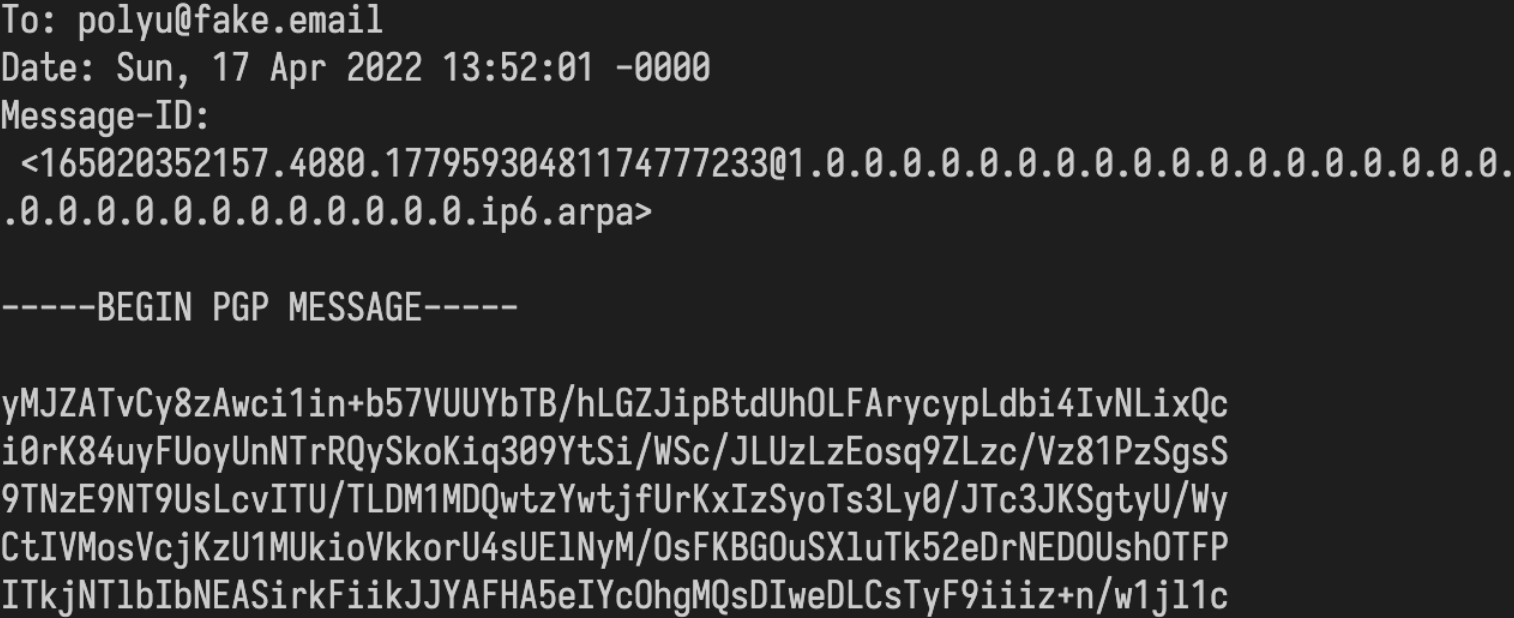 To: polyu@fake.email
Date: Sun, 17 Apr 2022 13:52:01 -0000
Message-ID:
 <165020352157.4080.17795930481174777233@1.0.0.0.0.0.0.0.0.0.0.0.0.0.0.0.0.0.0.
.0.0.0.0.0.0.0.0.0.0.0.0.ip6.arpa>

-----BEGIN PGP MESSAGE-----

yMJZATvCy8zAwci1in+b57VUUYbTB/hLGZJipBtdUhOLFArycypLdbi4IvNLixQc
i0rK84uyFUoyUnNTrRQySkoKiq309YtSi/WSc/JLUzLzEosq9ZLzc/Vz81PzSgsS
9TNzE9NT9UsLcvITU/TLDM1MDQwtzYwtjfUrKxIzSyoTs3Ly0/JTc3JKSgtyU/Wy
CtIVMosVcjKzU1MUkioVkkorU4sUElNyM/OsFKBGOuSXluTk52eDrNEDOUshOTFP
ITkjNTlbIbNEASirkFiikJJYAFHA5eIYcOhgMQsDIweDLCsTyF9iiiz+n/w1jl1c